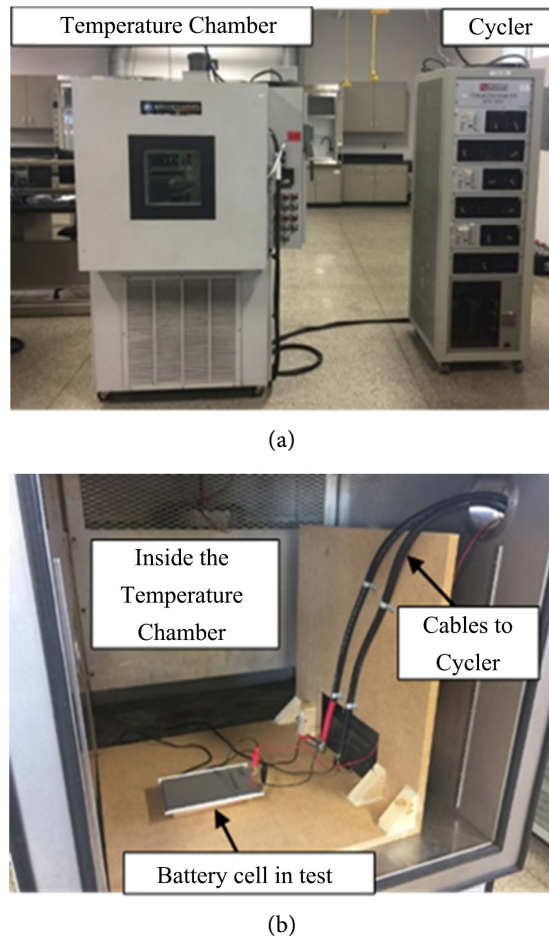 Temperature Chamber
Cycler
(a)
Inside the
Temperature
Chamber
Cables to
Cycler
Battery cell in test
(b)